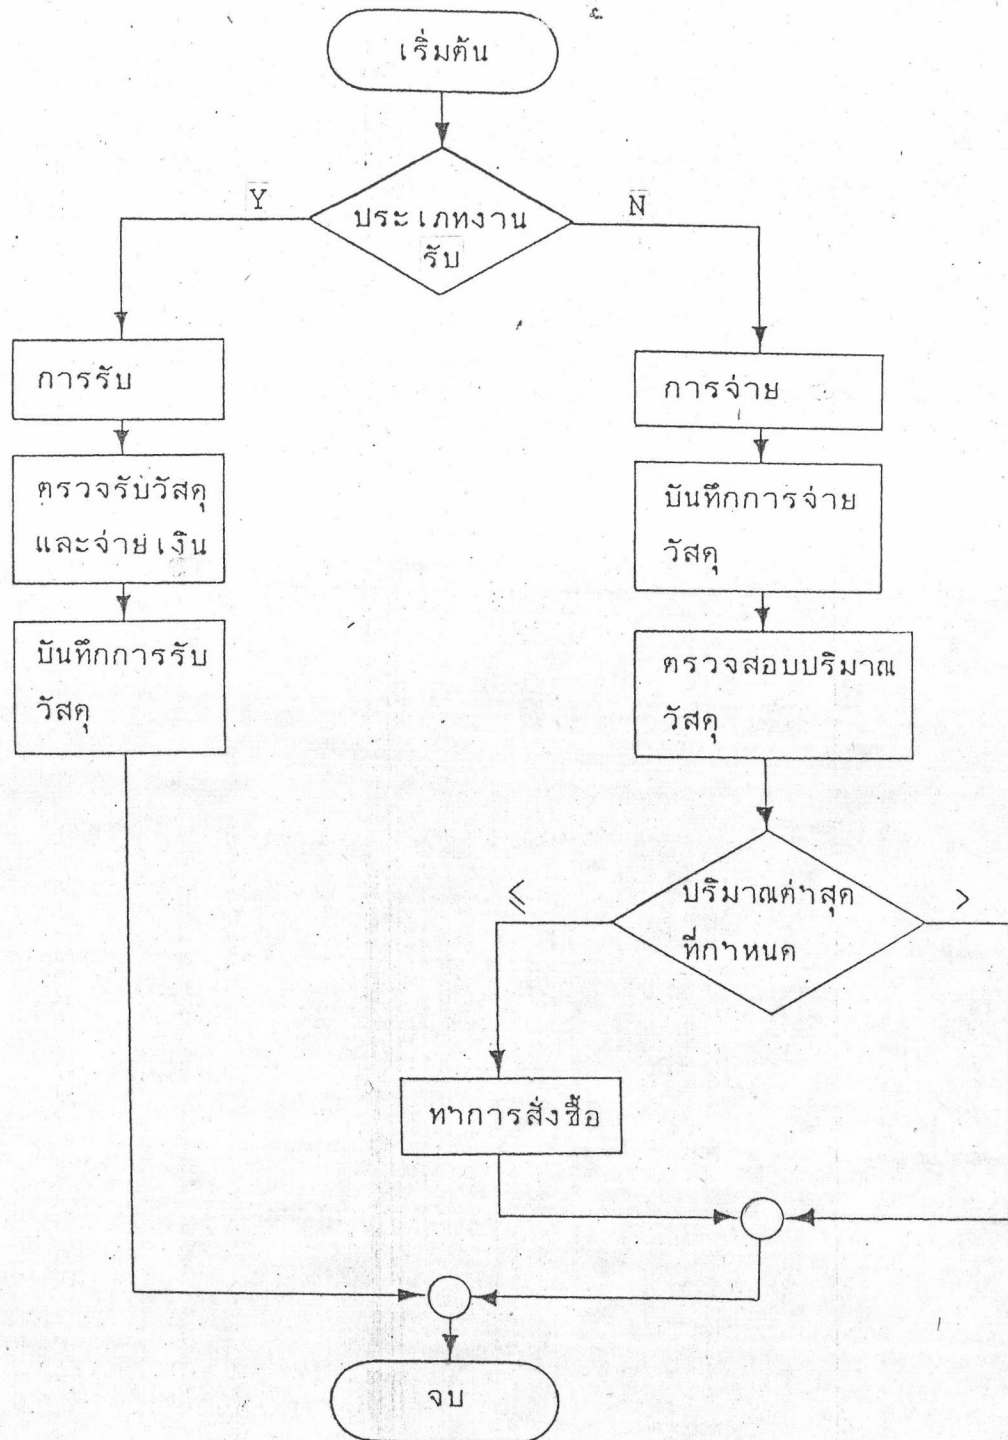 เริ่มต้น
Y
ประเภทงาน
รับ
N
การรับ
การจ่าย
ตรวจรับวัสดุ
และจ่ายเงิน
บันทึกการจ่าย
วัสดุ
บันทึกการรับ
วัสดุ
ตรวจสอบปริมาณ
วัสดุ
≤
ปริมาณต่ำสุด
ที่กำหนด
>
ทำการสั่งซื้อ
จบ